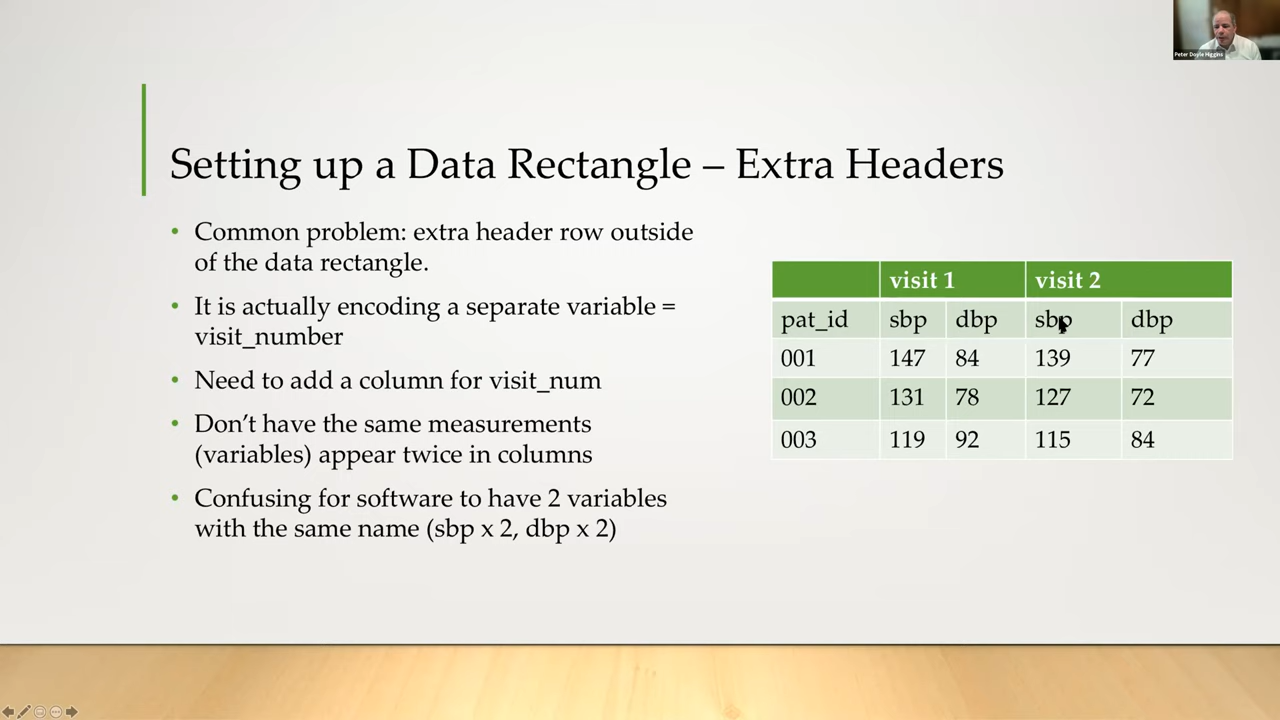 Peter Doyle Higgins
Setting up a Data Rectangle – Extra Headers
• Common problem: extra header row outside
of the data rectangle.
• It is actually encoding a separate variable =
visit_number
• Need to add a column for visit_num
• Don’t have the same measurements
(variables) appear twice in columns
• Confusing for software to have 2 variables
with the same name (sbp x 2, dbp x 2)
visit 1 visit 2
pat_id sbp dbp sbp dbp
001 147 84 139 77
002 131 78 127 72
003 119 92 115 84